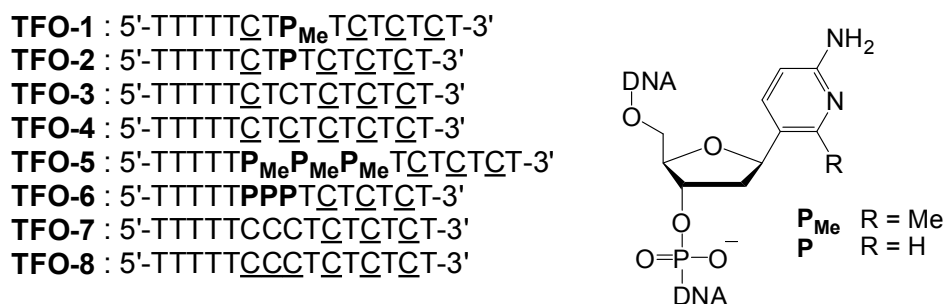 TFO-1 : 5'-TTTTTCTP_MeTCTCTCT-3'
TFO-2 : 5'-TTTTTCTPTCTCTCT-3'
TFO-3 : 5'-TTTTTCTCTCTCTCT-3'
TFO-4 : 5'-TTTTTCTCTCTCTCT-3'
TFO-5 : 5'-TTTTTP_MeP_MeP_MeTCTCTCT-3'
TFO-6 : 5'-TTTTTPPPTCTCTCT-3'
TFO-7 : 5'-TTTTTCCCTCTCTCT-3'
TFO-8 : 5'-TTTTTCCCTCTCTCT-3'
NH2
DNA
O
N
O
R
O
O=P-O−
DNA
P_Me R = Me
P R = H